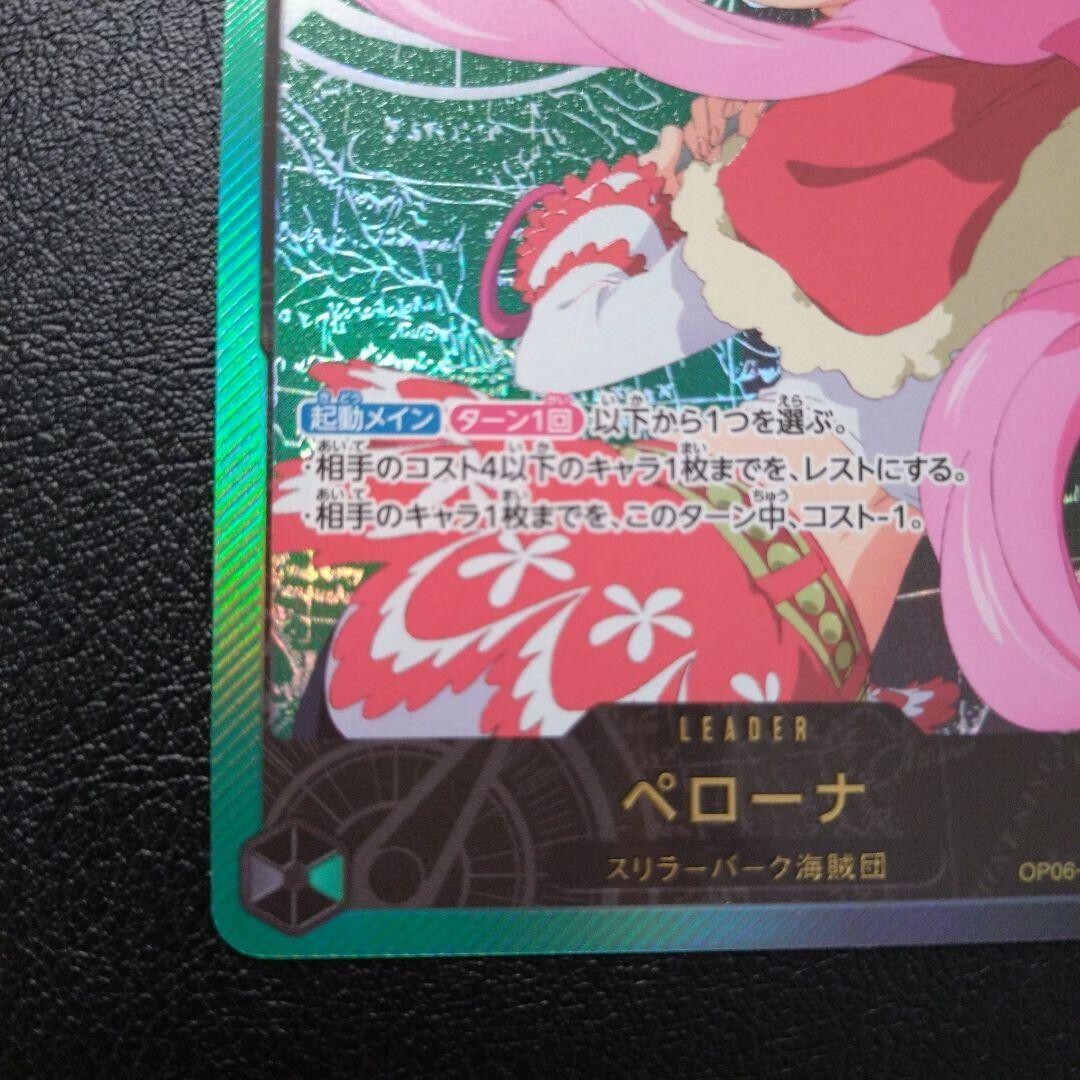 起動メイン ターン1回 以下から1つを選ぶ。
・相手のコスト4以下のキャラ1枚までを、レストにする。
・相手のキャラ1枚までを、このターン中、コスト-1。
LEADER
ペローナ
スリラーバーク海賊団
OP06-